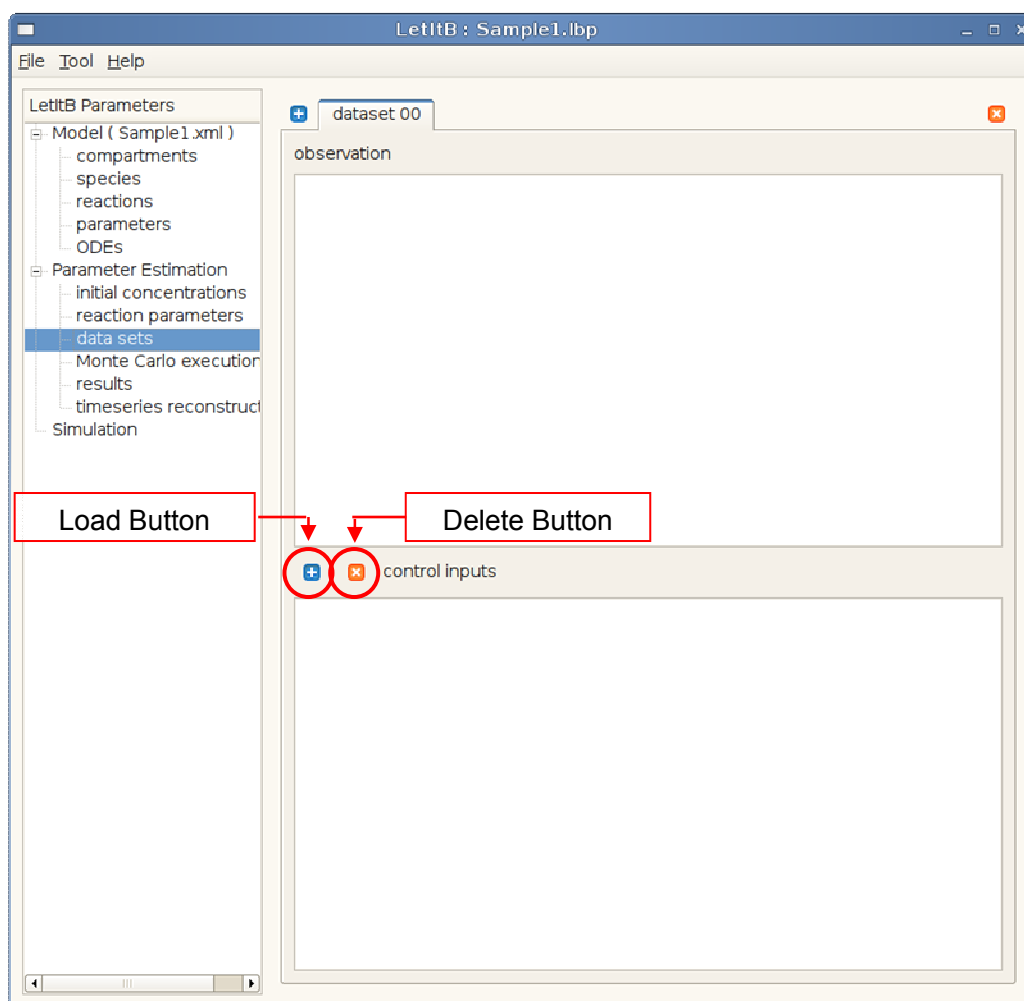 LetItB : Sample1.lbp
File Tool Help
LetItB Parameters
Model ( Sample1.xml )
compartments
species
reactions
parameters
ODEs
Parameter Estimation
initial concentrations
reaction parameters
data sets
Monte Carlo execution
results
timeseries reconstruct
Simulation
dataset 00
observation
Load Button
Delete Button
control inputs